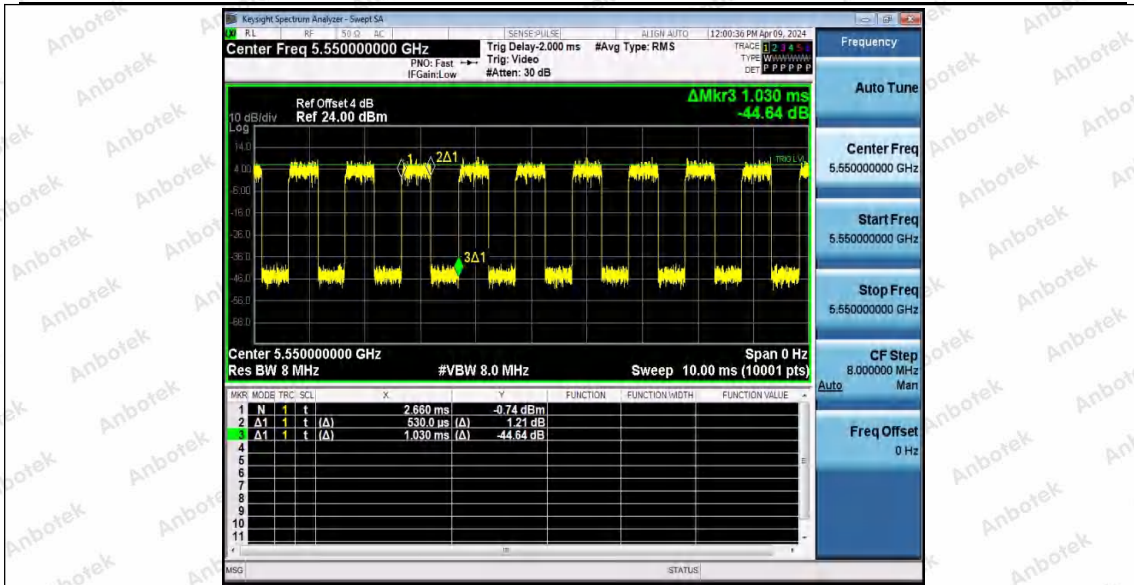 Keysight Spectrum Analyzer - Swept SA
RL RF 50 Ω AC SENSE:PULSE ALIGN AUTO 12:00:36 PM Apr 09, 2024
Center Freq 5.550000000 GHz
Trig Delay-2.000 ms #Avg Type: RMS
TRACE 1 2 3 4 5 6
PNO: Fast Trig: Video
TYPE W
IFGain:Low #Atten: 30 dB
DET P P P P P P
Frequency
Auto Tune
Center Freq
5.550000000 GHz
Start Freq
5.550000000 GHz
Stop Freq
5.550000000 GHz
CF Step
8.000000 MHz
Auto Man
Freq Offset
0 Hz
ΔMkr3 1.030 ms
-44.64 dB
Ref Offset 4 dB
10 dB/div Ref 24.00 dBm
Log
14.0
4.00
-6.00
-16.0
-26.0
-36.0
-46.0
-56.0
-66.0
1 2Δ1
TRIG LVL
3Δ1
Center 5.550000000 GHz Span 0 Hz
Res BW 8 MHz #VBW 8.0 MHz Sweep 10.00 ms (10001 pts)
MKR MODE TRC SCL X Y FUNCTION FUNCTION WIDTH FUNCTION VALUE
1 N 1 t 2.660 ms -0.74 dBm
2 Δ1 1 t (Δ) 530.0 µs (Δ) 1.21 dB
3 Δ1 1 t (Δ) 1.030 ms (Δ) -44.64 dB
4
5
6
7
8
9
10
11
MSG STATUS
Anbotek